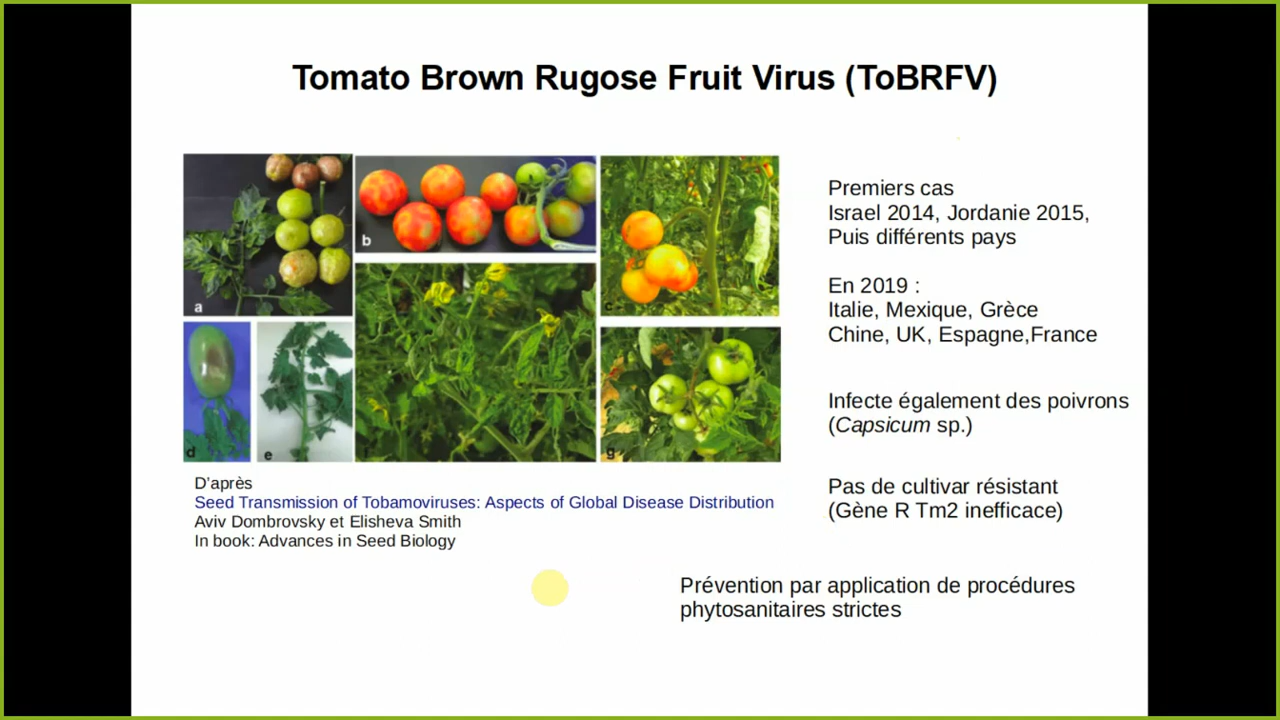 Tomato Brown Rugose Fruit Virus (ToBRFV)
a
b
c
d
e
f
g
D'après
Seed Transmission of Tobamoviruses: Aspects of Global Disease Distribution
Aviv Dombrovsky et Elisheva Smith
In book: Advances in Seed Biology
Premiers cas
Israel 2014, Jordanie 2015,
Puis différents pays
En 2019 :
Italie, Mexique, Grèce
Chine, UK, Espagne,France
Infecte également des poivrons
(Capsicum sp.)
Pas de cultivar résistant
(Gène R Tm2 inefficace)
Prévention par application de procédures
phytosanitaires strictes